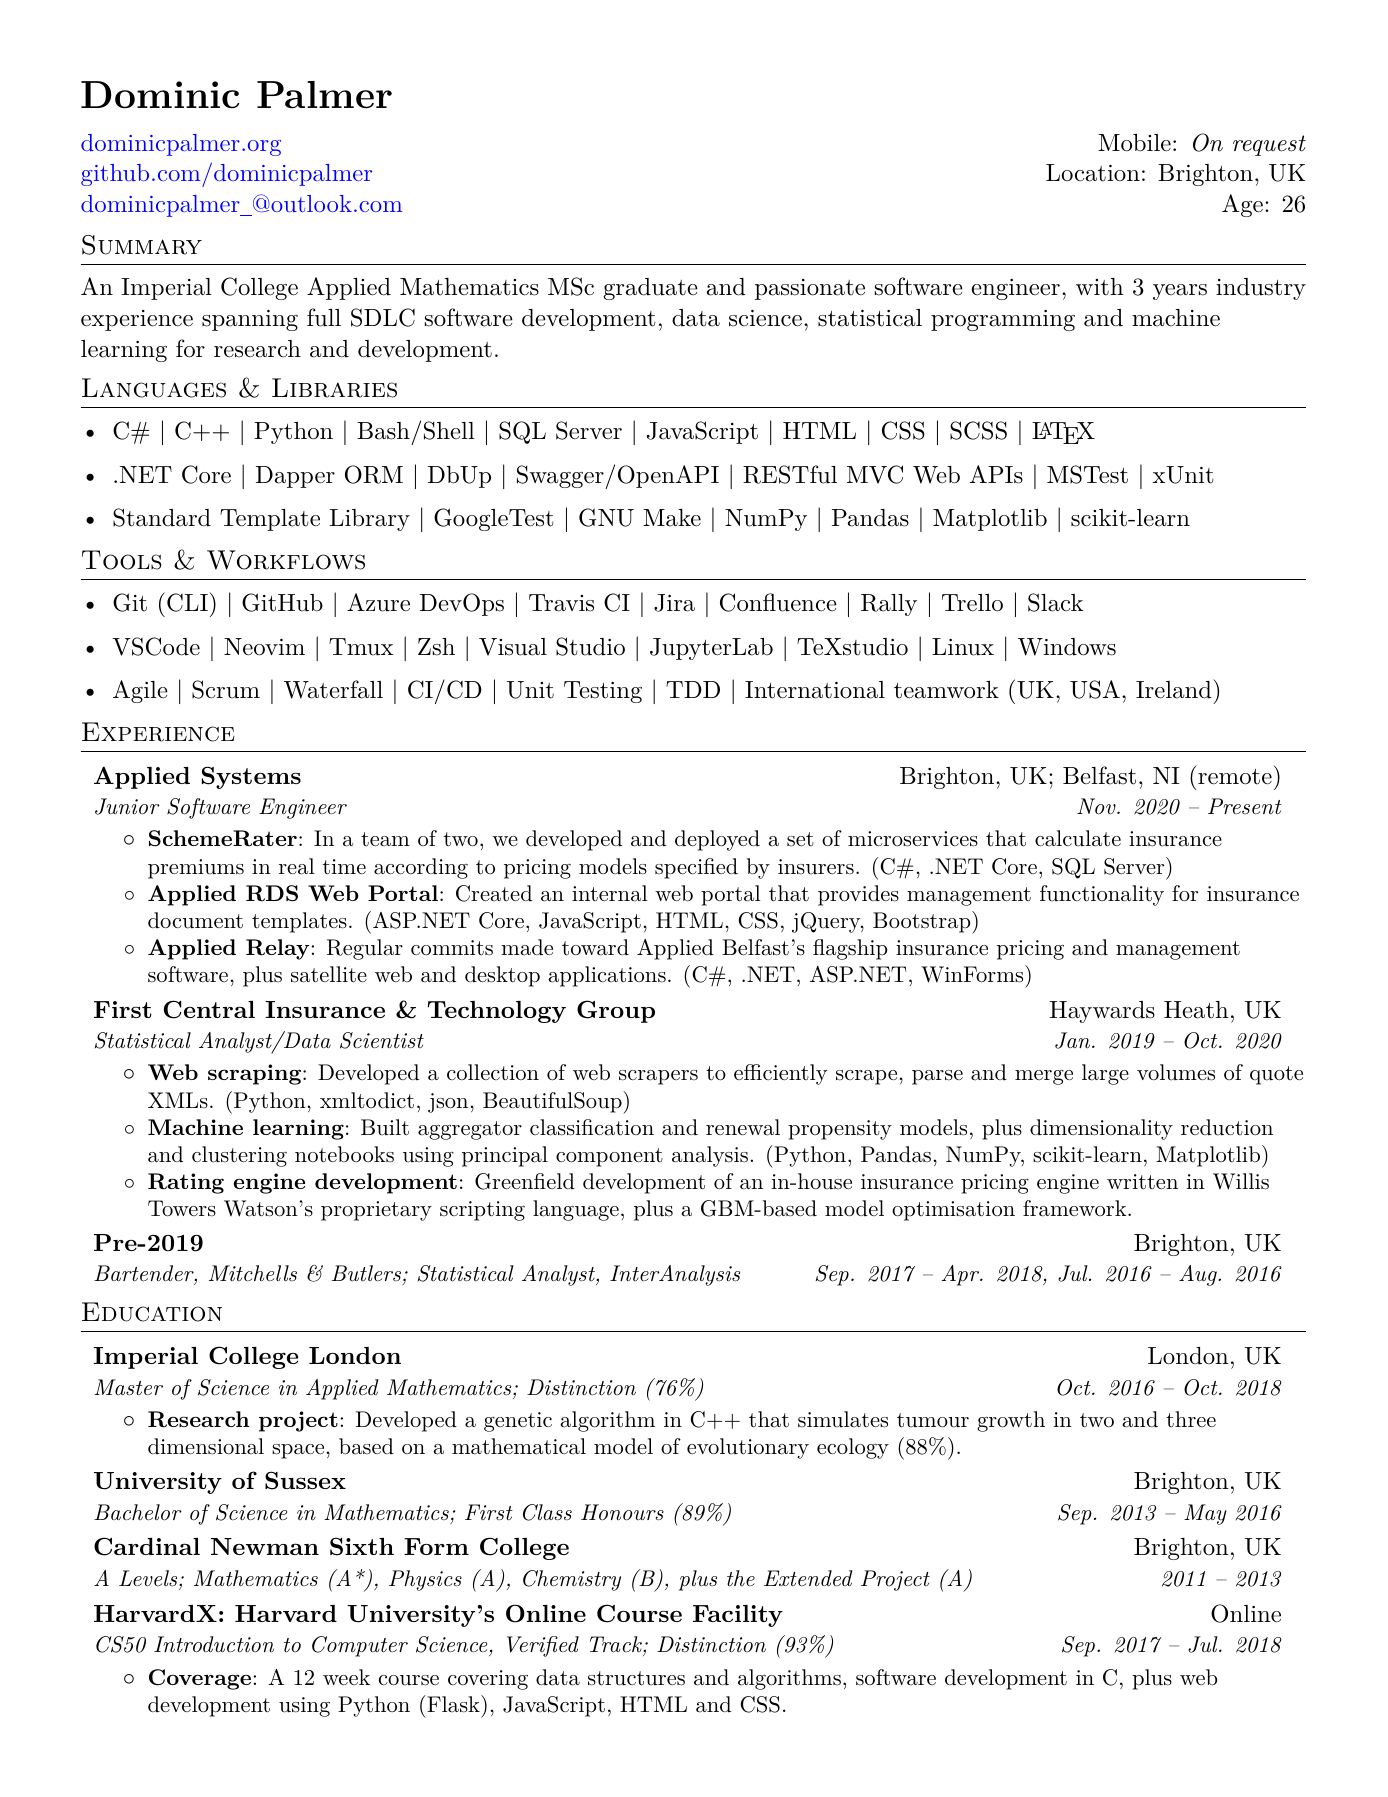 Dominic Palmer
dominicpalmer.org
Mobile: On request
github.com/dominicpalmer
Location: Brighton, UK
dominicpalmer_@outlook.com
Age: 26
Summary
An Imperial College Applied Mathematics MSc graduate and passionate software engineer, with 3 years industry
experience spanning full SDLC software development, data science, statistical programming and machine
learning for research and development.
Languages & Libraries
• C# | C++ | Python | Bash/Shell | SQL Server | JavaScript | HTML | CSS | SCSS | LATEX
• .NET Core | Dapper ORM | DbUp | Swagger/OpenAPI | RESTful MVC Web APIs | MSTest | xUnit
• Standard Template Library | GoogleTest | GNU Make | NumPy | Pandas | Matplotlib | scikit-learn
Tools & Workflows
• Git (CLI) | GitHub | Azure DevOps | Travis CI | Jira | Confluence | Rally | Trello | Slack
• VSCode | Neovim | Tmux | Zsh | Visual Studio | JupyterLab | TeXstudio | Linux | Windows
• Agile | Scrum | Waterfall | CI/CD | Unit Testing | TDD | International teamwork (UK, USA, Ireland)
Experience
Applied Systems Brighton, UK; Belfast, NI (remote)
Junior Software Engineer Nov. 2020 – Present
◦ SchemeRater: In a team of two, we developed and deployed a set of microservices that calculate insurance
premiums in real time according to pricing models specified by insurers. (C#, .NET Core, SQL Server)
◦ Applied RDS Web Portal: Created an internal web portal that provides management functionality for insurance
document templates. (ASP.NET Core, JavaScript, HTML, CSS, jQuery, Bootstrap)
◦ Applied Relay: Regular commits made toward Applied Belfast's flagship insurance pricing and management
software, plus satellite web and desktop applications. (C#, .NET, ASP.NET, WinForms)
First Central Insurance & Technology Group Haywards Heath, UK
Statistical Analyst/Data Scientist Jan. 2019 – Oct. 2020
◦ Web scraping: Developed a collection of web scrapers to efficiently scrape, parse and merge large volumes of quote
XMLs. (Python, xmltodict, json, BeautifulSoup)
◦ Machine learning: Built aggregator classification and renewal propensity models, plus dimensionality reduction
and clustering notebooks using principal component analysis. (Python, Pandas, NumPy, scikit-learn, Matplotlib)
◦ Rating engine development: Greenfield development of an in-house insurance pricing engine written in Willis
Towers Watson's proprietary scripting language, plus a GBM-based model optimisation framework.
Pre-2019 Brighton, UK
Bartender, Mitchells & Butlers; Statistical Analyst, InterAnalysis Sep. 2017 – Apr. 2018, Jul. 2016 – Aug. 2016
Education
Imperial College London London, UK
Master of Science in Applied Mathematics; Distinction (76%) Oct. 2016 – Oct. 2018
◦ Research project: Developed a genetic algorithm in C++ that simulates tumour growth in two and three
dimensional space, based on a mathematical model of evolutionary ecology (88%).
University of Sussex Brighton, UK
Bachelor of Science in Mathematics; First Class Honours (89%) Sep. 2013 – May 2016
Cardinal Newman Sixth Form College Brighton, UK
A Levels; Mathematics (A*), Physics (A), Chemistry (B), plus the Extended Project (A) 2011 – 2013
HarvardX: Harvard University's Online Course Facility Online
CS50 Introduction to Computer Science, Verified Track; Distinction (93%) Sep. 2017 – Jul. 2018
◦ Coverage: A 12 week course covering data structures and algorithms, software development in C, plus web
development using Python (Flask), JavaScript, HTML and CSS.